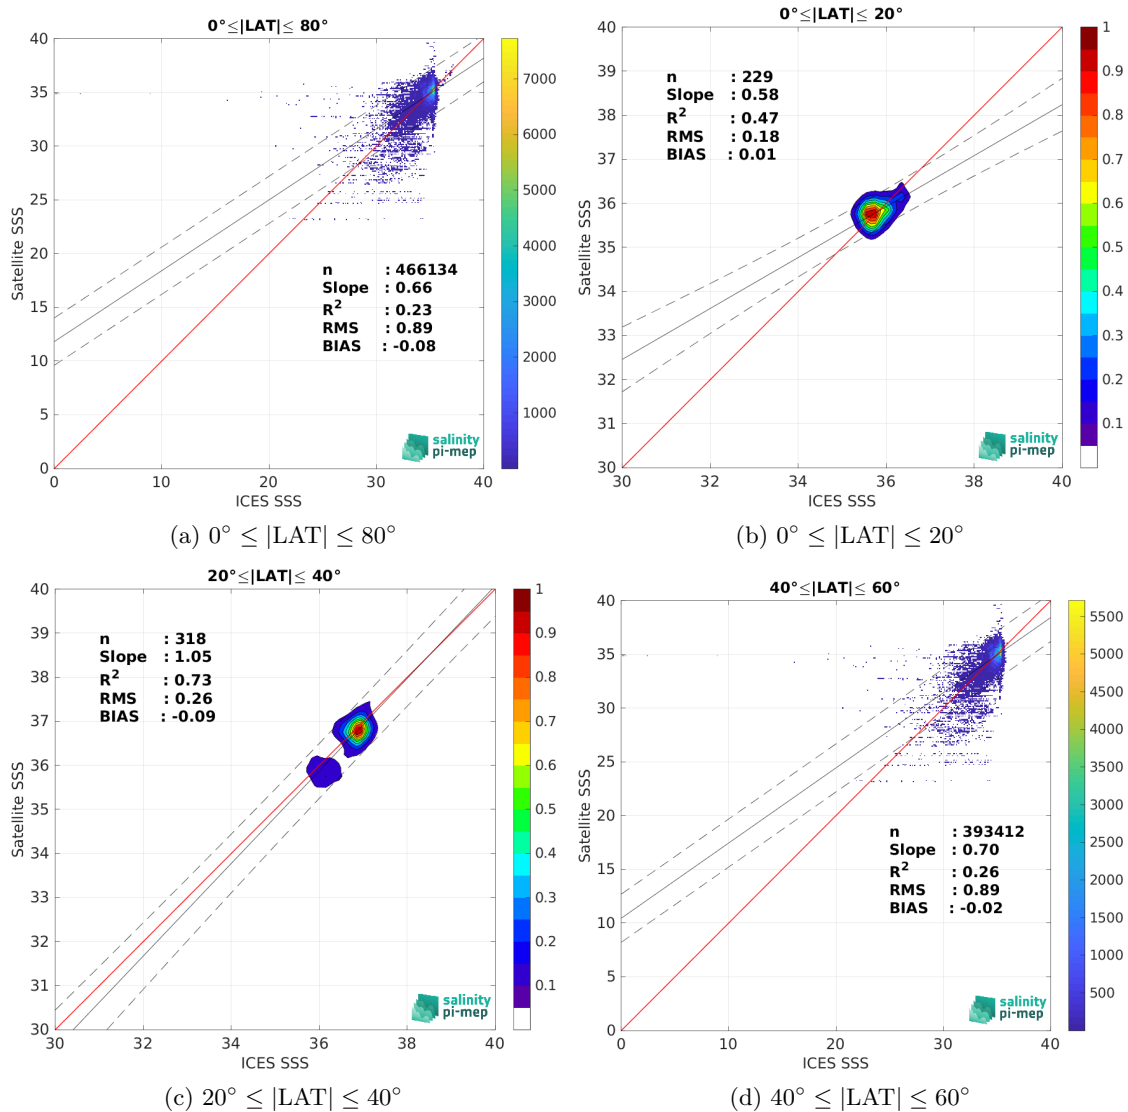 0°≤|LAT|≤ 80°
40
35
30
25
20
15
10
5
0
Satellite SSS
n : 466134
Slope : 0.66
R² : 0.23
RMS : 0.89
BIAS : -0.08
salinity
pi-mep
0 10 20 30 40
ICES SSS
7000
6000
5000
4000
3000
2000
1000
(a) 0° ≤ |LAT| ≤ 80°
0°≤|LAT|≤ 20°
40
39
38
37
36
35
34
33
32
31
30
Satellite SSS
n : 229
Slope : 0.58
R² : 0.47
RMS : 0.18
BIAS : 0.01
salinity
pi-mep
30 32 34 36 38 40
ICES SSS
1
0.9
0.8
0.7
0.6
0.5
0.4
0.3
0.2
0.1
(b) 0° ≤ |LAT| ≤ 20°
20°≤|LAT|≤ 40°
40
39
38
37
36
35
34
33
32
31
30
Satellite SSS
n : 318
Slope : 1.05
R² : 0.73
RMS : 0.26
BIAS : -0.09
salinity
pi-mep
30 32 34 36 38 40
ICES SSS
1
0.9
0.8
0.7
0.6
0.5
0.4
0.3
0.2
0.1
(c) 20° ≤ |LAT| ≤ 40°
40°≤|LAT|≤ 60°
40
35
30
25
20
15
10
5
0
Satellite SSS
n : 393412
Slope : 0.70
R² : 0.26
RMS : 0.89
BIAS : -0.02
salinity
pi-mep
0 10 20 30 40
ICES SSS
5500
5000
4500
4000
3500
3000
2500
2000
1500
1000
500
(d) 40° ≤ |LAT| ≤ 60°